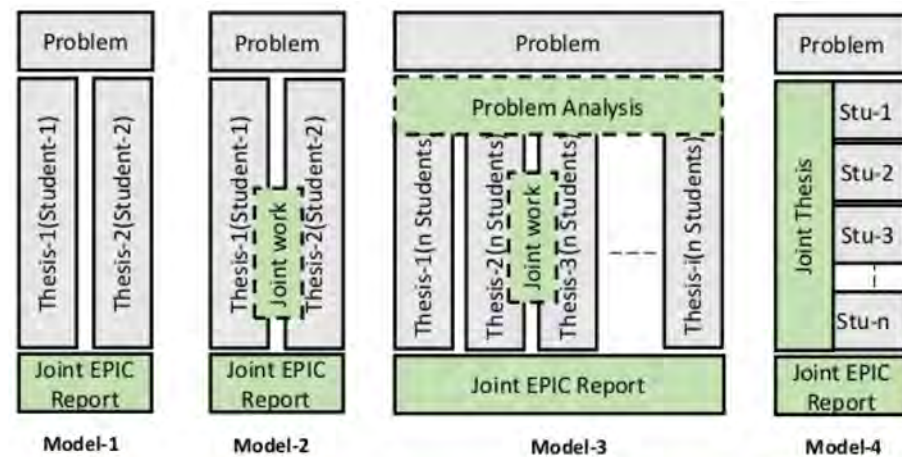 Problem
Thesis-1(Student-1)
Thesis-2(Student-2)
Joint EPIC
Report
Model-1
Problem
Thesis-1(Student-1)
Joint work
Thesis-2(Student-2)
Joint EPIC
Report
Model-2
Problem
Problem Analysis
Thesis-1(n Students)
Thesis-2(n Students)
Joint work
Thesis-3(n Students)
Thesis-i(n Students)
Joint EPIC Report
Model-3
Problem
Joint Thesis
Stu-1
Stu-2
Stu-3
Stu-n
Joint EPIC
Report
Model-4